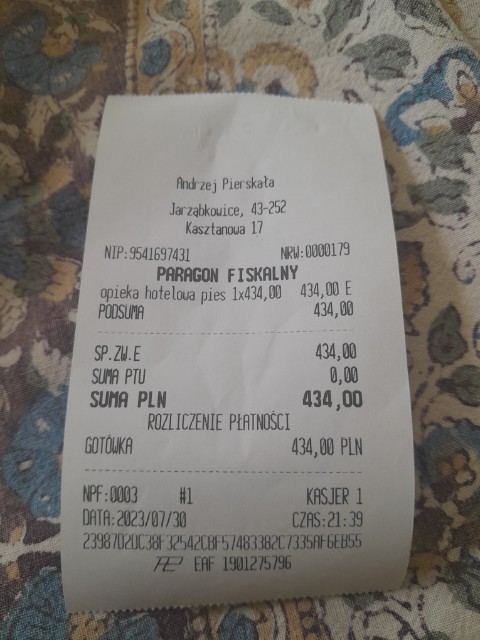 Andrzej Pierskała
Jarząbkowice, 43-252
Kasztanowa 17
NIP:9541697431 NRW:0000179
PARAGON FISKALNY
opieka hotelowa pies 1x434,00 434,00 E
PODSUMA 434,00
SP.ZW.E 434,00
SUMA PTU 0,00
SUMA PLN 434,00
ROZLICZENIE PŁATNOŚCI
GOTÓWKA 434,00 PLN
NPF:0003 #1 KASJER 1
DATA:2023/07/30 CZAS:21:39
EAF 1901275796